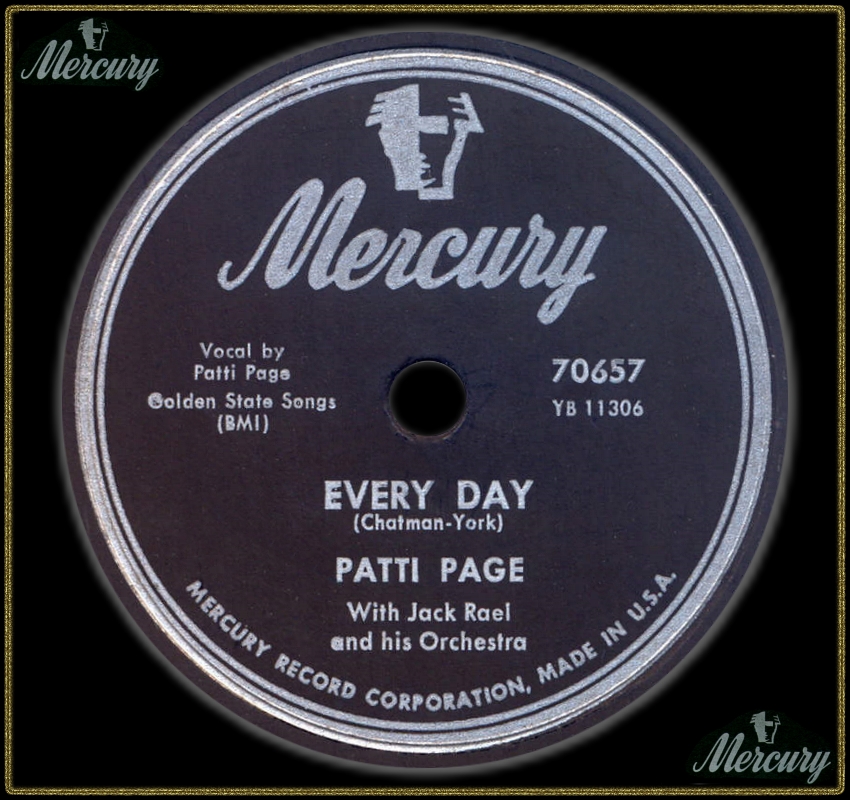 Mercury
Mercury
Vocal by
Patti Page
Golden State Songs
(BMI)
70657
YB 11306
EVERY DAY
(Chatman-York)
PATTI PAGE
With Jack Rael
and his Orchestra
MERCURY RECORD CORPORATION, MADE IN U.S.A.
Mercury